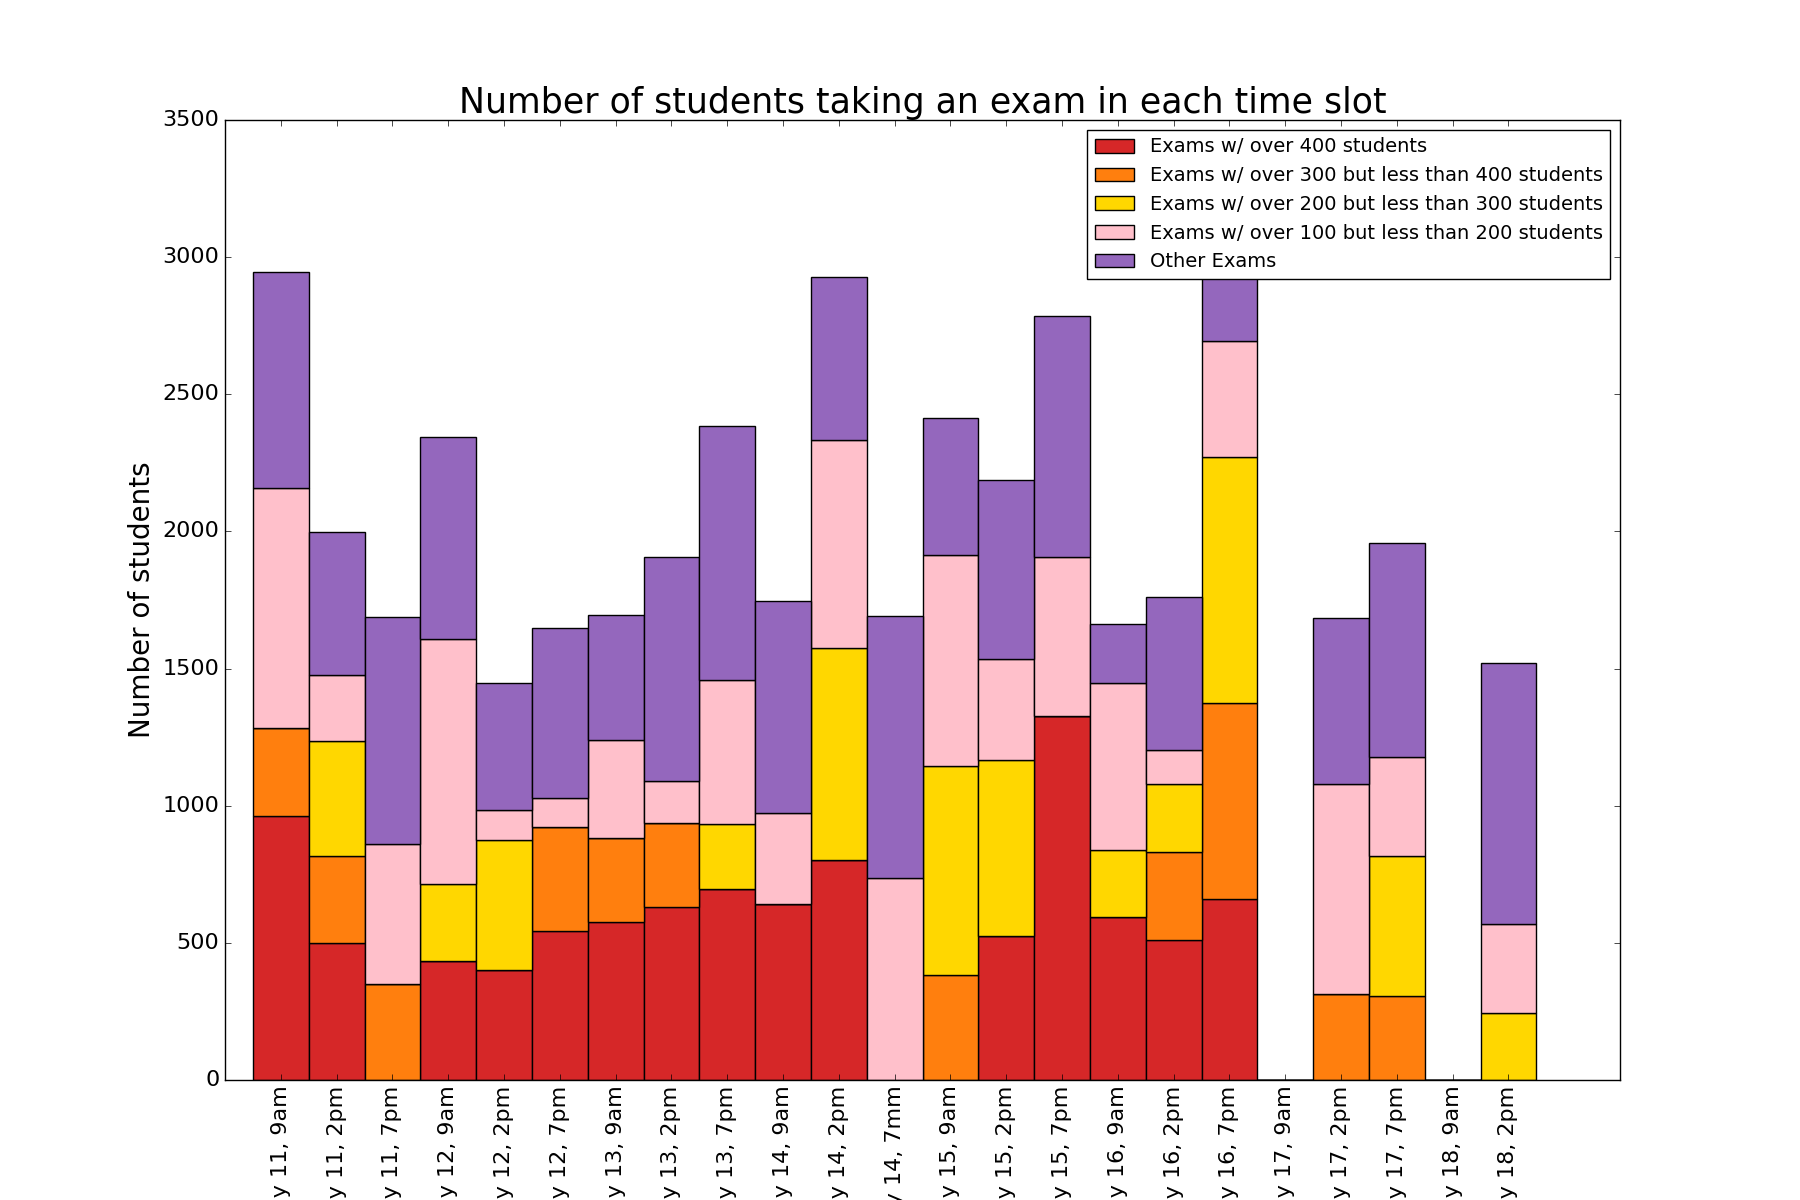 Number of students taking an exam in each time slot
3500
3000
2500
2000
1500
1000
500
0
Number of students
Exams w/ over 400 students
Exams w/ over 300 but less than 400 students
Exams w/ over 200 but less than 300 students
Exams w/ over 100 but less than 200 students
Other Exams
y 11, 9am
y 11, 2pm
y 11, 7pm
y 12, 9am
y 12, 2pm
y 12, 7pm
y 13, 9am
y 13, 2pm
y 13, 7pm
y 14, 9am
y 14, 2pm
y 14, 7mm
y 15, 9am
y 15, 2pm
y 15, 7pm
y 16, 9am
y 16, 2pm
y 16, 7pm
y 17, 9am
y 17, 2pm
y 17, 7pm
y 18, 9am
y 18, 2pm